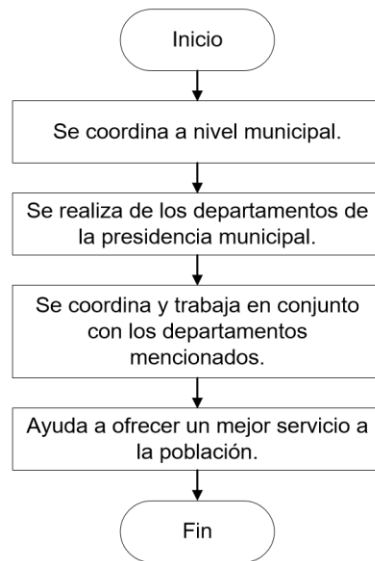 Inicio
Se coordina a nivel municipal.
Se realiza de los departamentos de
la presidencia municipal.
Se coordina y trabaja en conjunto
con los departamentos
mencionados.
Ayuda a ofrecer un mejor servicio a
la población.
Fin